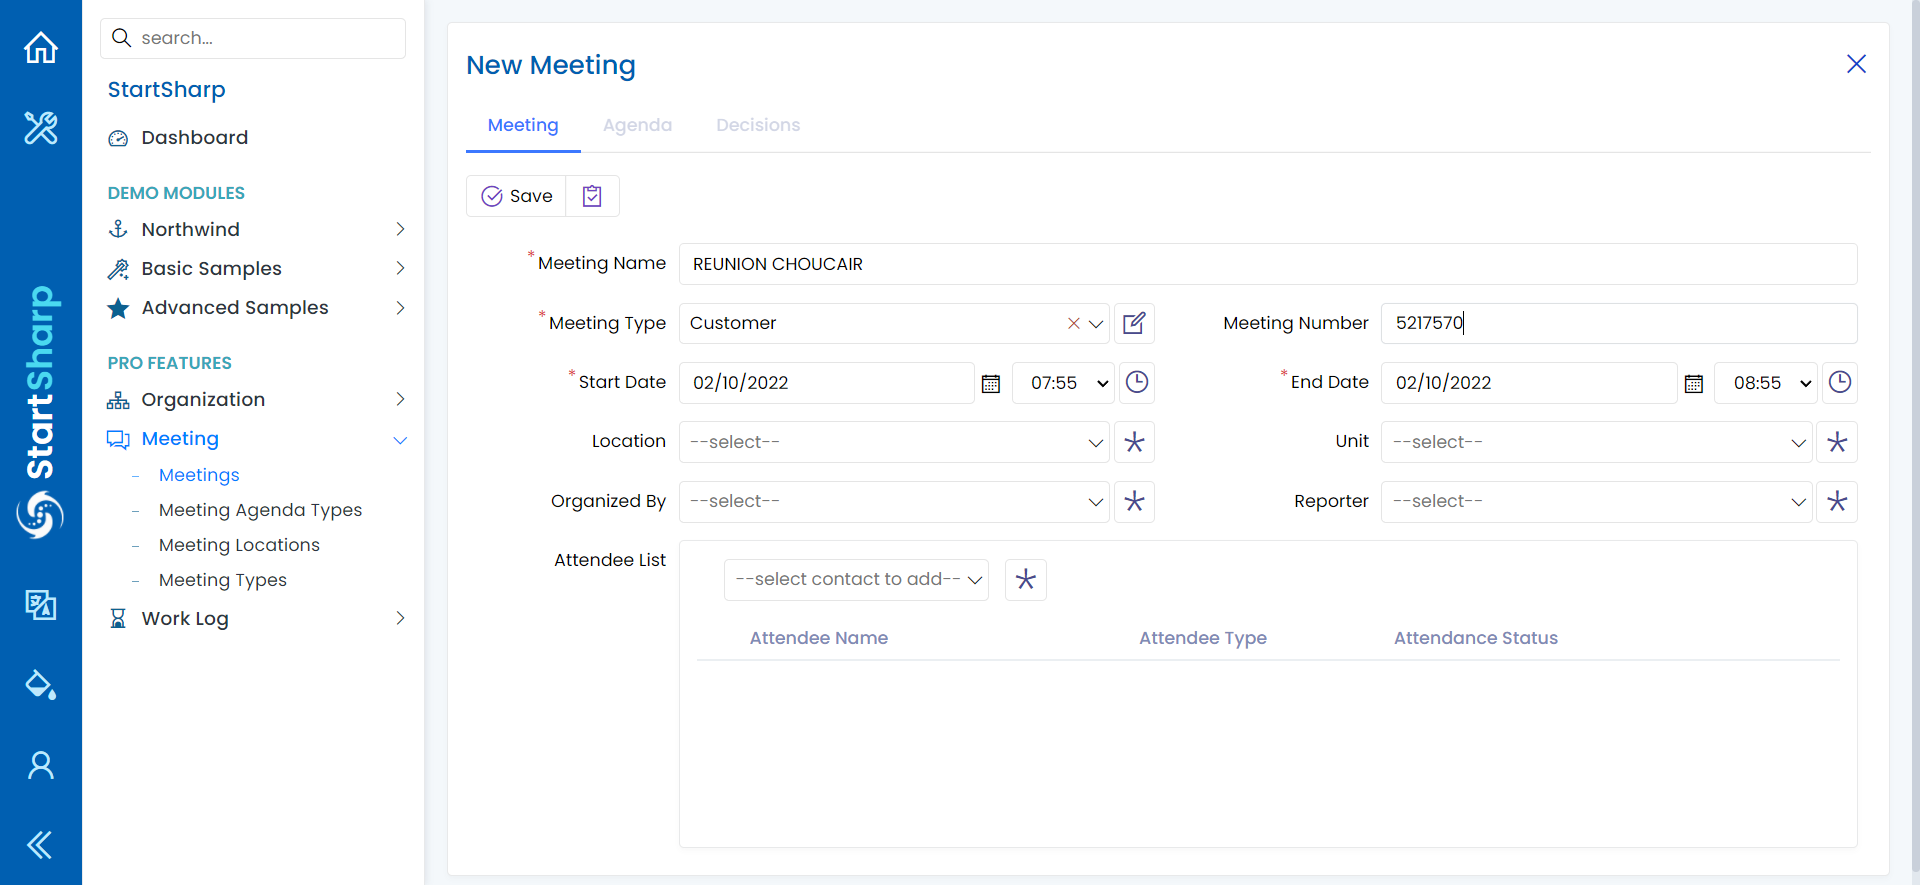 search...
StartSharp
Dashboard
DEMO MODULES
Northwind
Basic Samples
Advanced Samples
PRO FEATURES
Organization
Meeting
- Meetings
- Meeting Agenda Types
- Meeting Locations
- Meeting Types
Work Log
StartSharp
New Meeting
Meeting Agenda Decisions
Save
* Meeting Name REUNION CHOUCAIR
* Meeting Type Customer Meeting Number 5217570
* Start Date 02/10/2022 07:55 * End Date 02/10/2022 08:55
Location --select-- Unit --select--
Organized By --select-- Reporter --select--
Attendee List --select contact to add--
Attendee Name Attendee Type Attendance Status